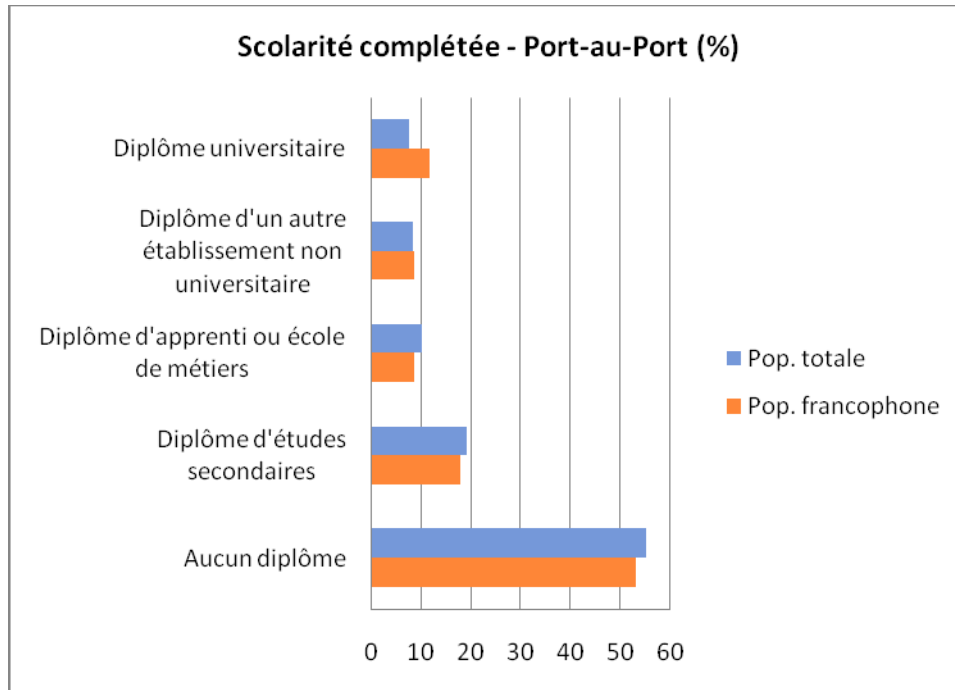 Scolarité complétée - Port-au-Port (%)
Diplôme universitaire
Diplôme d'un autre
établissement non
universitaire
Diplôme d'apprenti ou école
de métiers
Diplôme d'études
secondaires
Aucun diplôme
Pop. totale
Pop. francophone
0 10 20 30 40 50 60